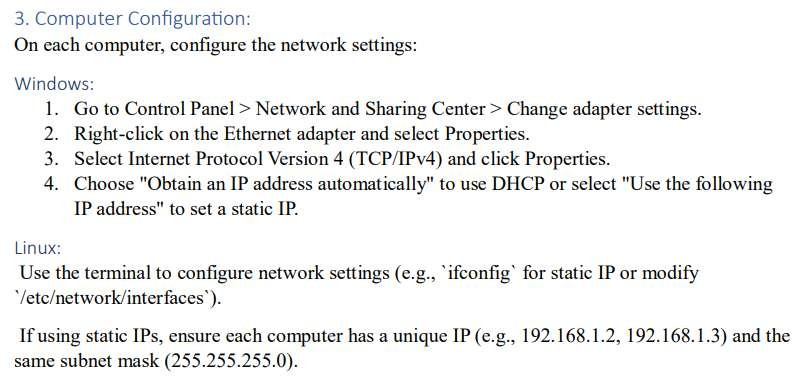 3. Computer Configuration:
On each computer, configure the network settings:
Windows:
1. Go to Control Panel > Network and Sharing Center > Change adapter settings.
2. Right-click on the Ethernet adapter and select Properties.
3. Select Internet Protocol Version 4 (TCP/IPv4) and click Properties.
4. Choose "Obtain an IP address automatically" to use DHCP or select "Use the following
IP address" to set a static IP.
Linux:
Use the terminal to configure network settings (e.g., `ifconfig` for static IP or modify
`/etc/network/interfaces`).
If using static IPs, ensure each computer has a unique IP (e.g., 192.168.1.2, 192.168.1.3) and the
same subnet mask (255.255.255.0).